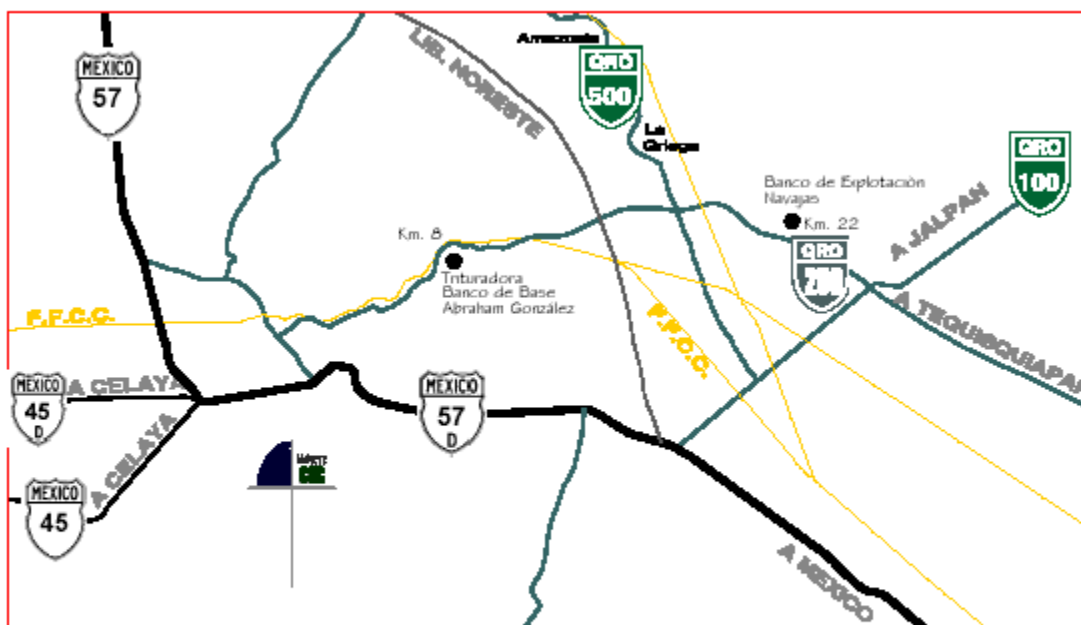 MEXICO
57
LIB. NORESTE
QRO
500
La
Griega
QRO
100
A JALPAN
Banco de Explotación
Navajas
Km. 22
QRO
Km. 8
Trituradora
Banco de Base
Abraham González
F.F.C.C.
F.F.C.C.
A TEQUISQUIAPAN
MEXICO
45
D
A CELAYA
MEXICO
57
D
A CELAYA
MEXICO
45
A MEXICO